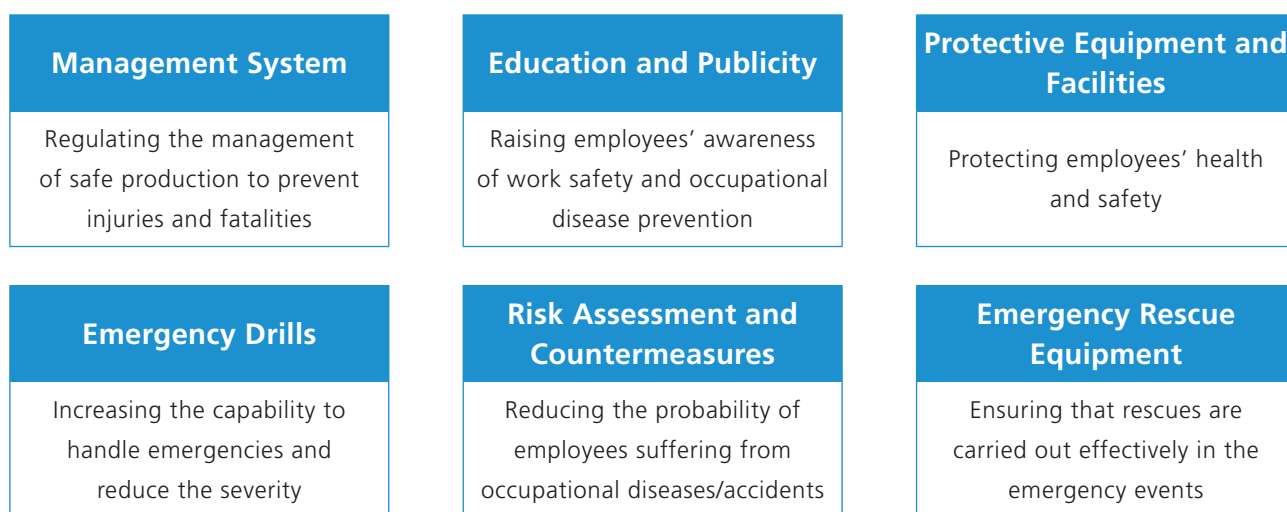 Management System
Regulating the management
of safe production to prevent
injuries and fatalities
Education and Publicity
Raising employees’ awareness
of work safety and occupational
disease prevention
Protective Equipment and
Facilities
Protecting employees’ health
and safety
Emergency Drills
Increasing the capability to
handle emergencies and
reduce the severity
Risk Assessment and
Countermeasures
Reducing the probability of
employees suffering from
occupational diseases/accidents
Emergency Rescue
Equipment
Ensuring that rescues are
carried out effectively in the
emergency events